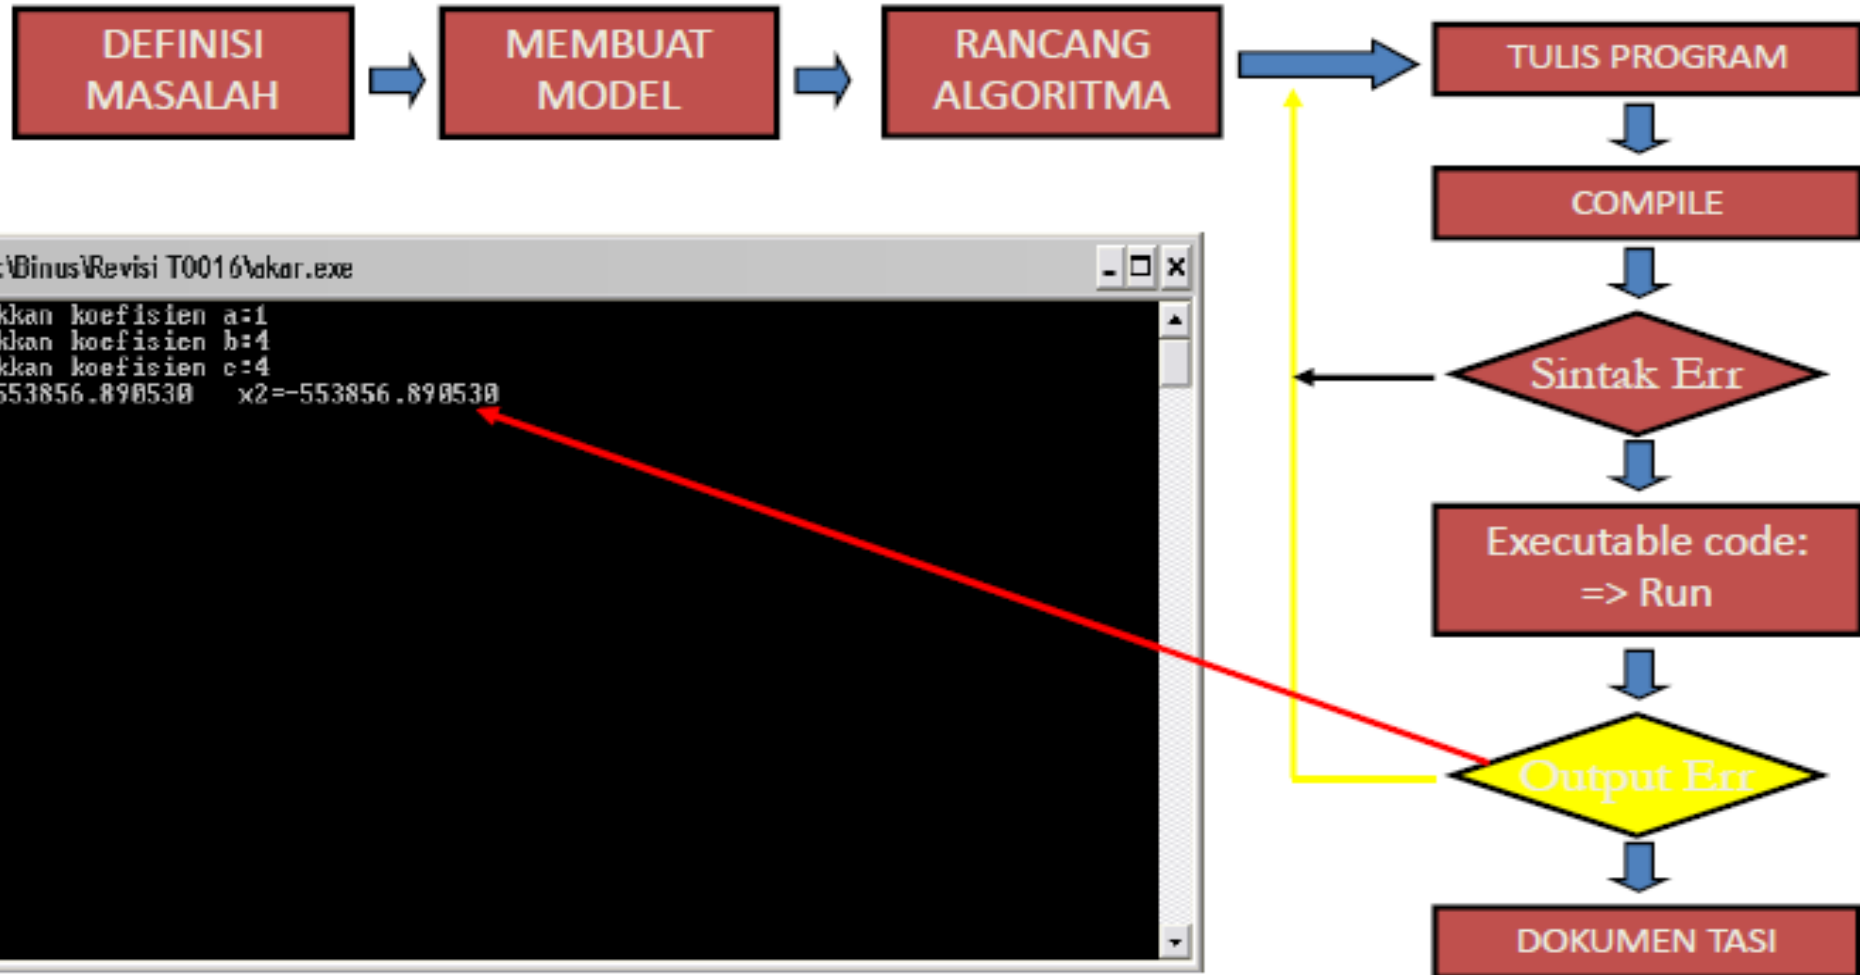 DEFINISI
MASALAH
MEMBUAT
MODEL
RANCANG
ALGORITMA
TULIS PROGRAM
COMPILE
Sintak Err
Executable code:
=> Run
Output Err
DOKUMEN TASI
:\Binus\Revisi T0016\akar.exe
kkan koefisien a:1
kkan koefisien b:4
kkan koefisien c:4
553856.890530 x2=-553856.890530